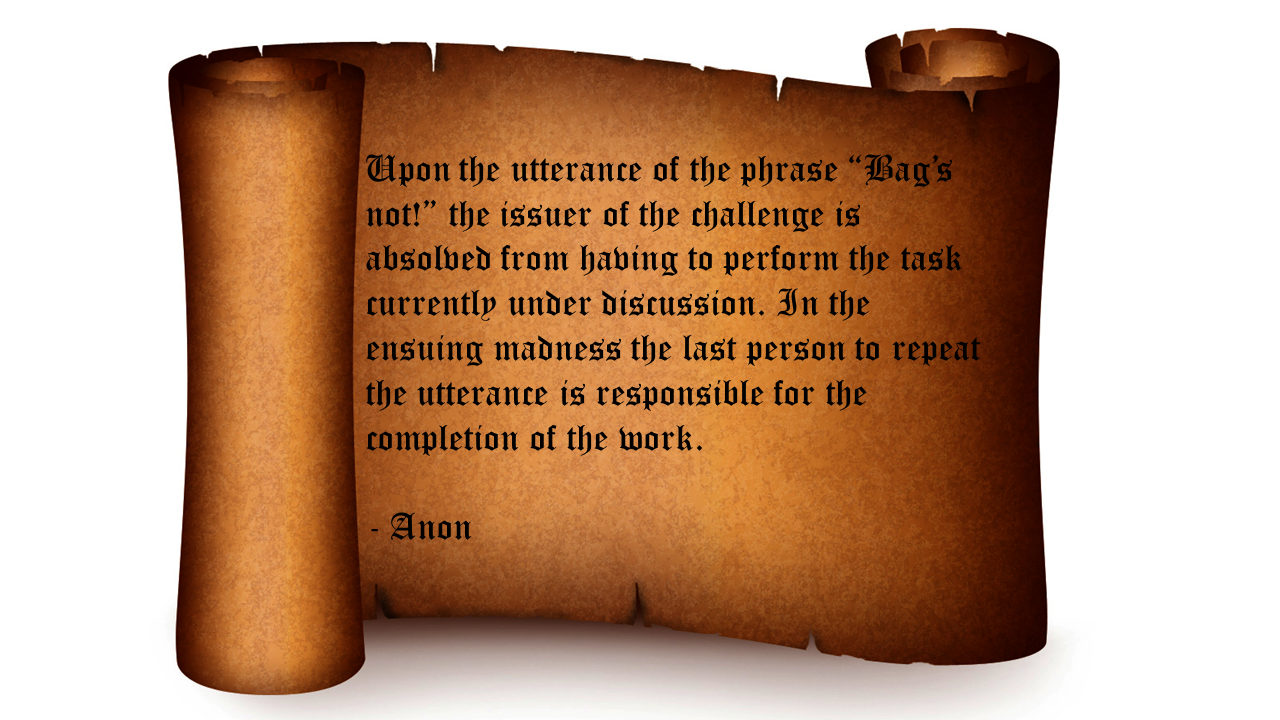 Upon the utterance of the phrase “Bag’s
not!” the issuer of the challenge is
absolved from having to perform the task
currently under discussion. In the
ensuing madness the last person to repeat
the utterance is responsible for the
completion of the work.
- Anon